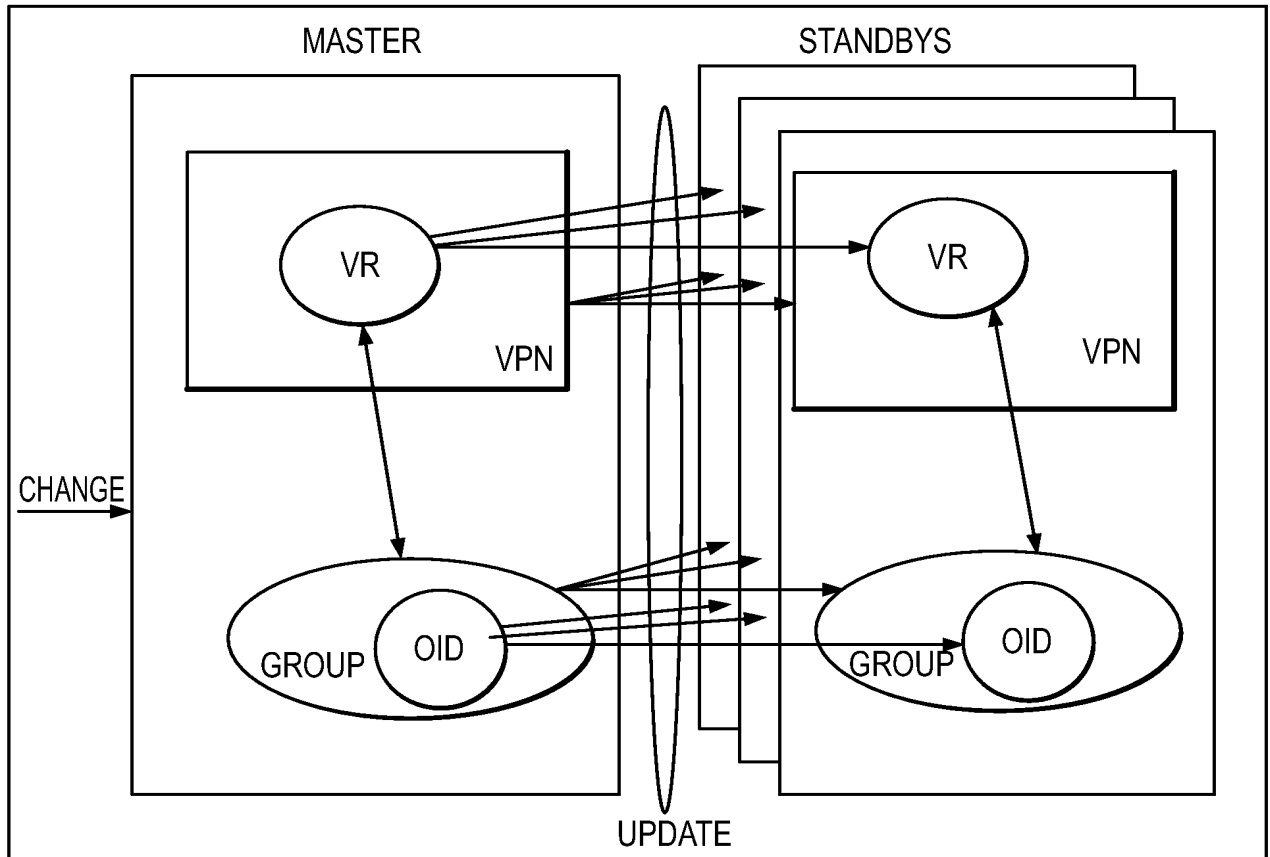 MASTER
STANDBYS
VR
VR
VPN
VPN
CHANGE
OID
GROUP
OID
GROUP
UPDATE